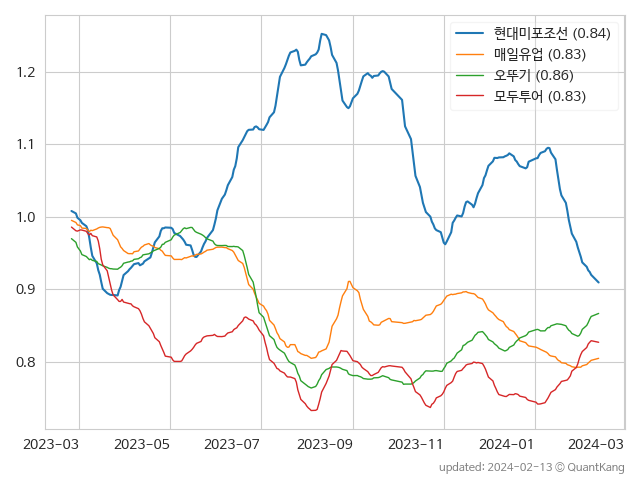 현대미포조선 (0.84)
매일유업 (0.83)
오뚜기 (0.86)
모두투어 (0.83)
1.2
1.1
1.0
0.9
0.8
2023-03 2023-05 2023-07 2023-09 2023-11 2024-01 2024-03
updated: 2024-02-13 © QuantKang